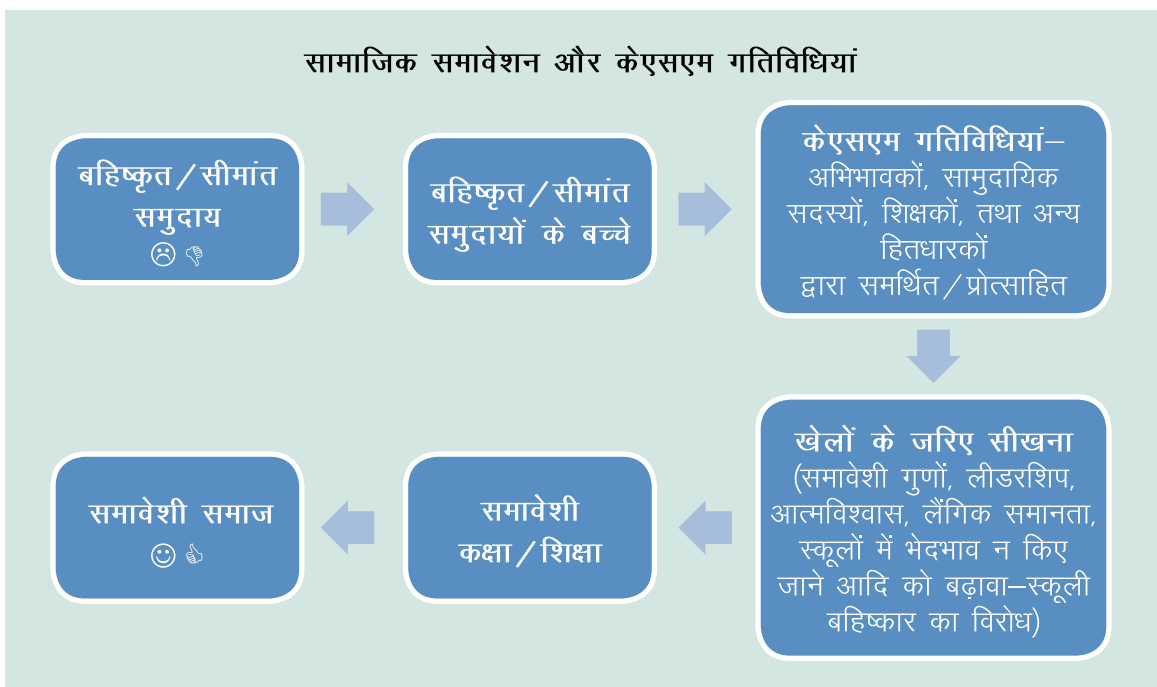 सामाजिक समावेशन और केएसएम गतिविधियां
बहिष्कृत/सीमांत
समुदाय
☹ 👎
बहिष्कृत/सीमांत
समुदायों के बच्चे
केएसएम गतिविधियां–
अभिभावकों, सामुदायिक
सदस्यों, शिक्षकों, तथा अन्य
हितधारकों
द्वारा समर्थित/प्रोत्साहित
खेलों के जरिए सीखना
(समावेशी गुणों, लीडरशिप,
आत्मविश्वास, लैंगिक समानता,
स्कूलों में भेदभाव न किए
जाने आदि को बढ़ावा–स्कूली
बहिष्कार का विरोध)
समावेशी
कक्षा/शिक्षा
समावेशी समाज
☺ 👍